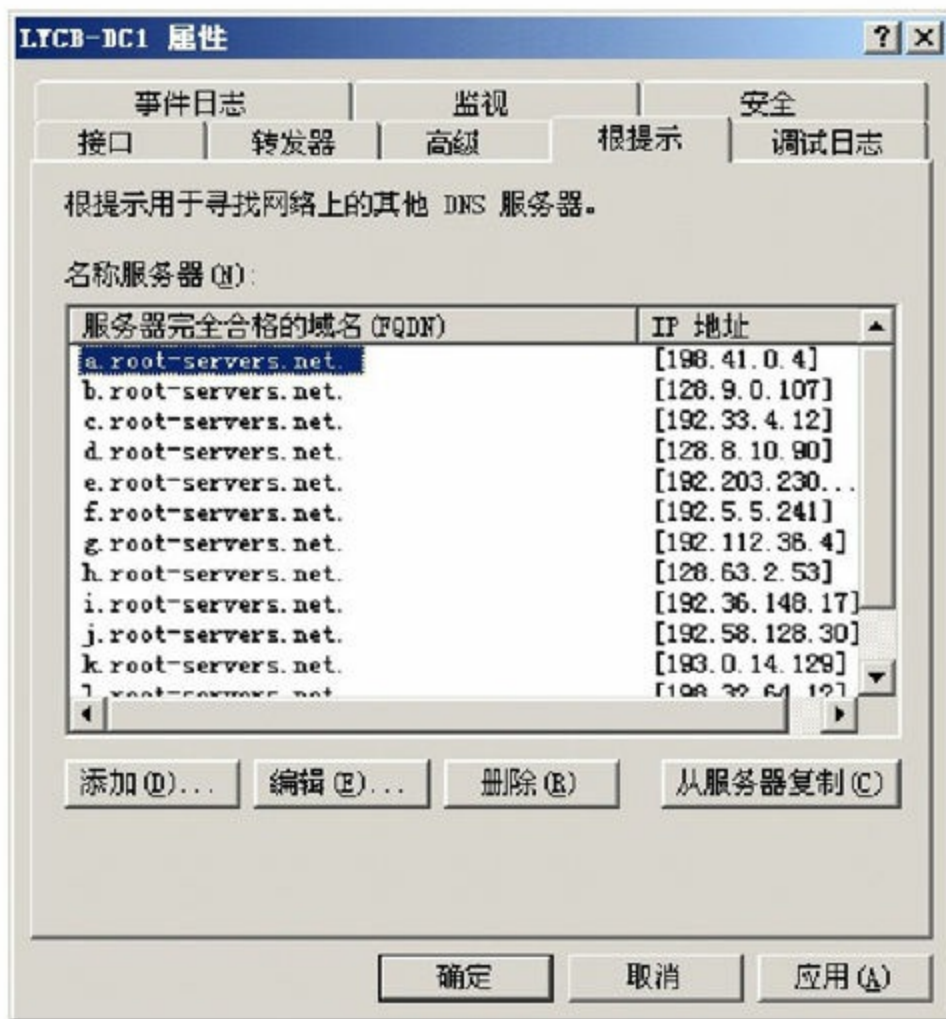 LYCB-DC1 属性
事件日志 监视 安全
接口 转发器 高级 根提示 调试日志
根提示用于寻找网络上的其他 DNS 服务器。
名称服务器(N):
服务器完全合格的域名(FQDN) IP 地址
a.root-servers.net. [198.41.0.4]
b.root-servers.net. [128.9.0.107]
c.root-servers.net. [192.33.4.12]
d.root-servers.net. [128.8.10.90]
e.root-servers.net. [192.203.230...
f.root-servers.net. [192.5.5.241]
g.root-servers.net. [192.112.36.4]
h.root-servers.net. [128.63.2.53]
i.root-servers.net. [192.36.148.17]
j.root-servers.net. [192.58.128.30]
k.root-servers.net. [193.0.14.129]
l.root-servers.net. [198.32.64.12]
添加(D)... 编辑(E)... 删除(R) 从服务器复制(C)
确定 取消 应用(A)